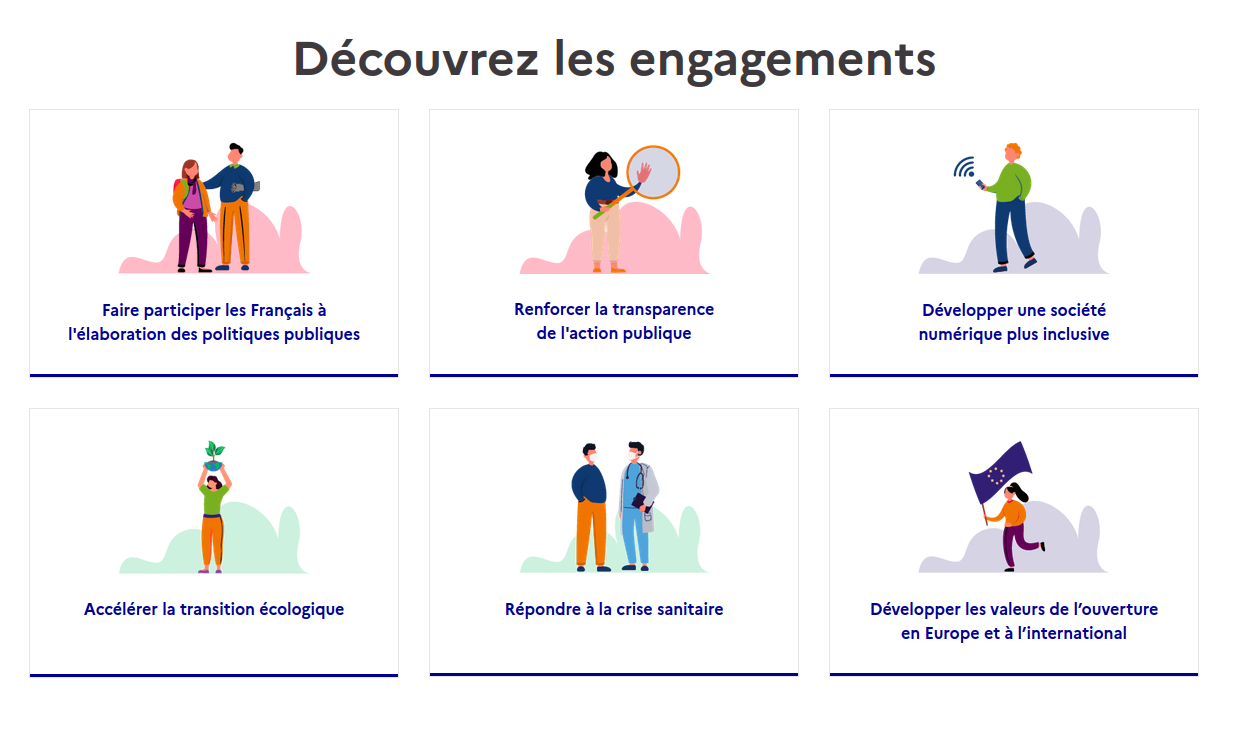 Découvrez les engagements
Faire participer les Français à
l'élaboration des politiques publiques
Renforcer la transparence
de l'action publique
Développer une société
numérique plus inclusive
Accélérer la transition écologique
Répondre à la crise sanitaire
Développer les valeurs de l’ouverture
en Europe et à l’international